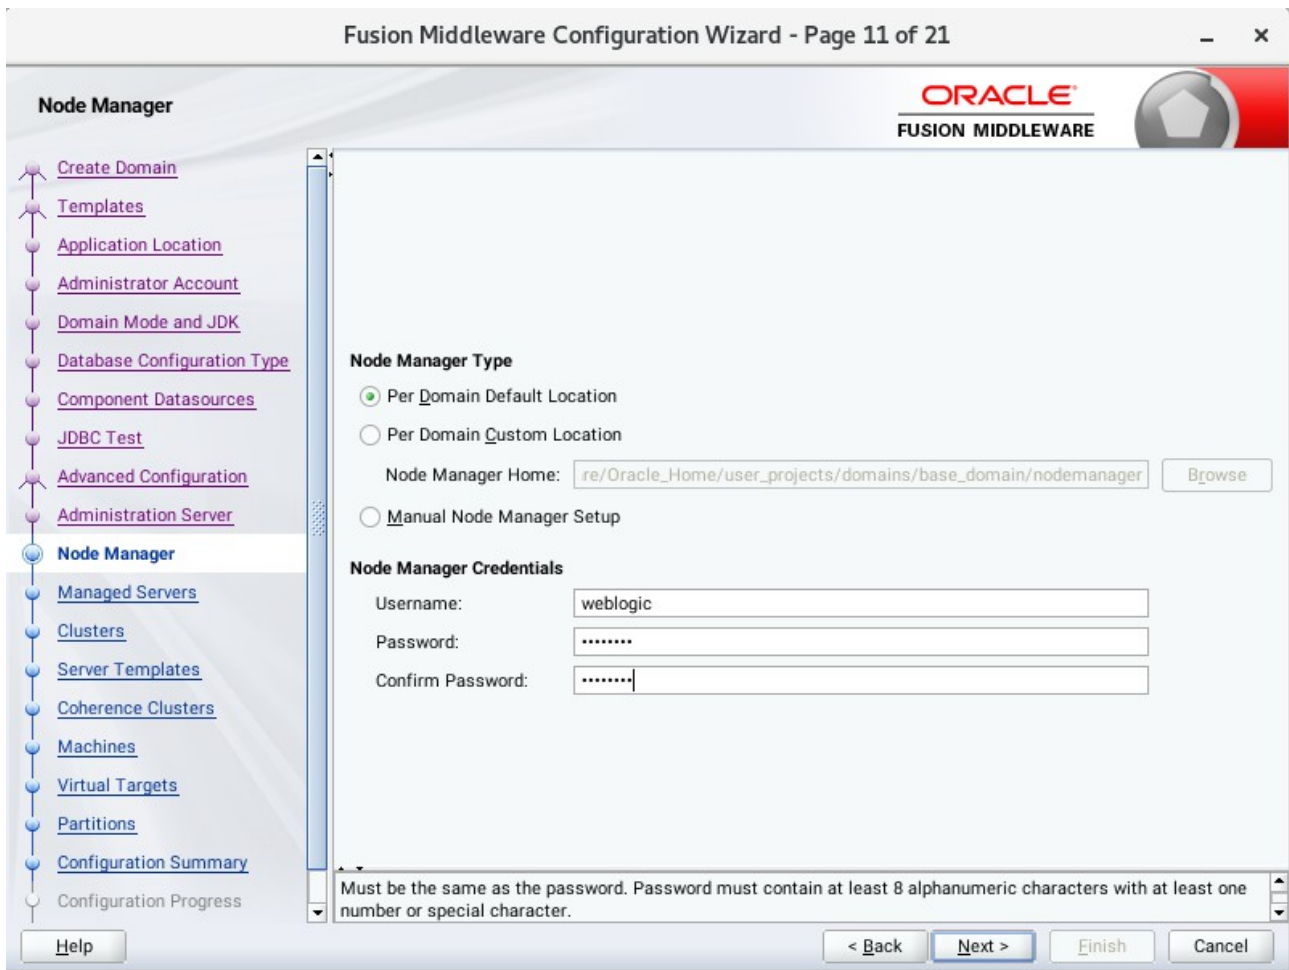 Fusion Middleware Configuration Wizard - Page 11 of 21
Node Manager
ORACLE
FUSION MIDDLEWARE
Create Domain
Templates
Application Location
Administrator Account
Domain Mode and JDK
Database Configuration Type
Component Datasources
JDBC Test
Advanced Configuration
Administration Server
Node Manager
Managed Servers
Clusters
Server Templates
Coherence Clusters
Machines
Virtual Targets
Partitions
Configuration Summary
Configuration Progress
Node Manager Type
Per Domain Default Location
Per Domain Custom Location
Node Manager Home: re/Oracle_Home/user_projects/domains/base_domain/nodemanager Browse
Manual Node Manager Setup
Node Manager Credentials
Username: weblogic
Password: ••••••••
Confirm Password: ••••••••
Must be the same as the password. Password must contain at least 8 alphanumeric characters with at least one
number or special character.
Help < Back Next > Finish Cancel